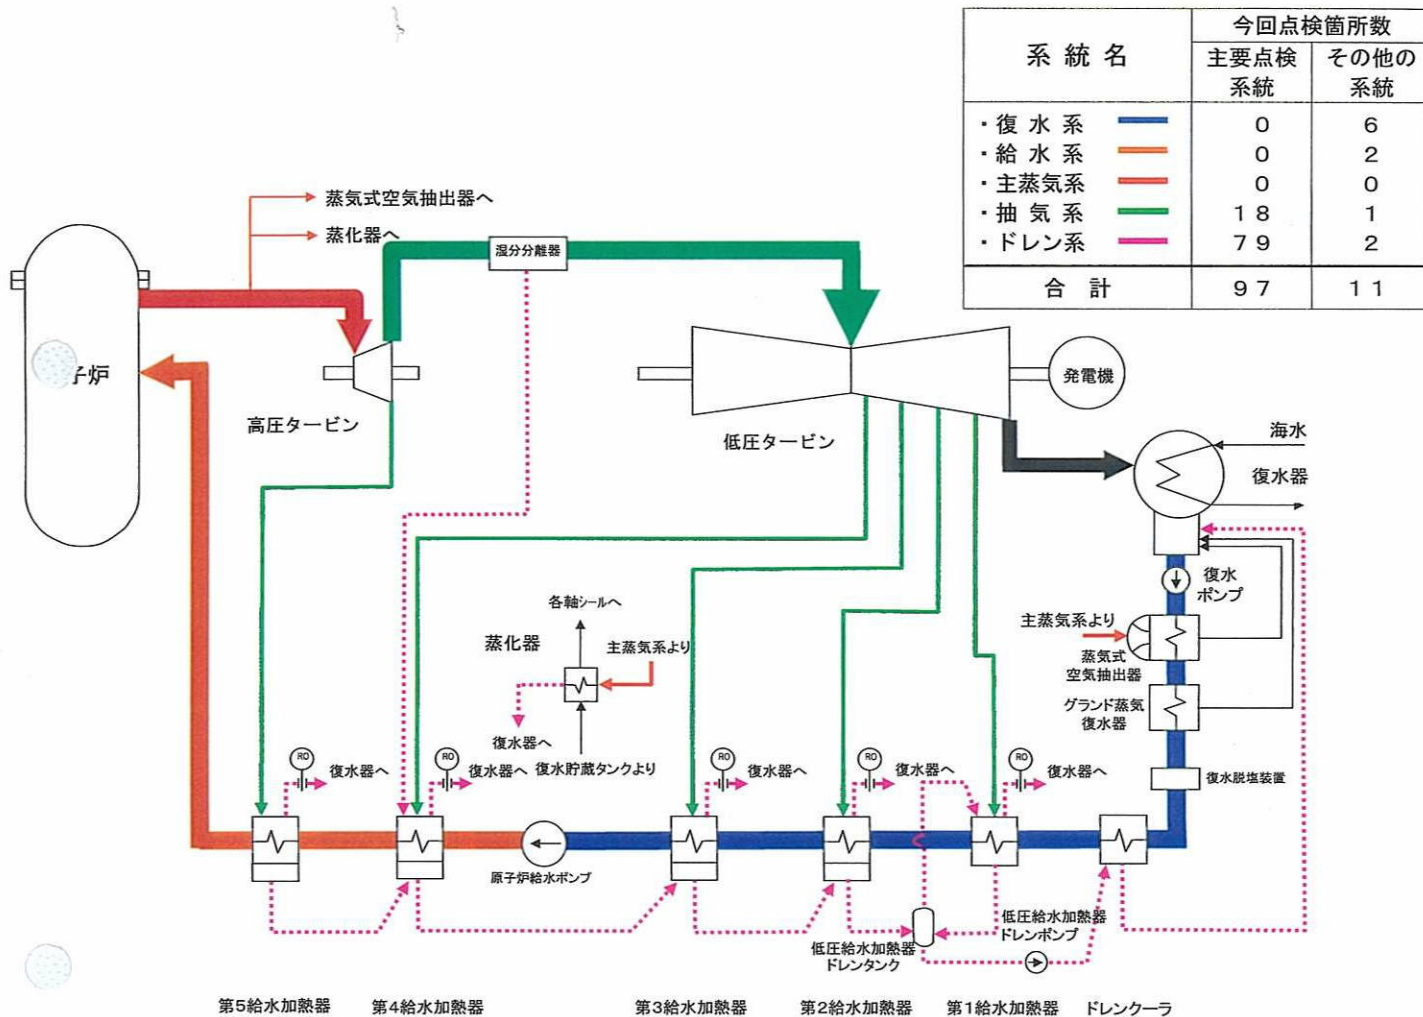 系 統 名
今回点検箇所数
主要点検
系統
その他の
系統
・復 水 系 0 6
・給 水 系 0 2
・主蒸気系 0 0
・抽 気 系 18 1
・ドレン系 79 2
合 計 97 11
蒸気式空気抽出器へ
蒸化器へ
湿分分離器
子炉
高圧タービン
低圧タービン
発電機
海水
復水器
復水
ポンプ
主蒸気系より
蒸気式
空気抽出器
グランド蒸気
復水器
復水脱塩装置
各軸シールへ
蒸化器
主蒸気系より
復水器へ
復水貯蔵タンクより
RO
復水器へ
RO
復水器へ
RO
復水器へ
RO
復水器へ
RO
復水器へ
原子炉給水ポンプ
低圧給水加熱器
ドレンタンク
低圧給水加熱器
ドレンポンプ
第5給水加熱器
第4給水加熱器
第3給水加熱器
第2給水加熱器
第1給水加熱器
ドレンクーラ